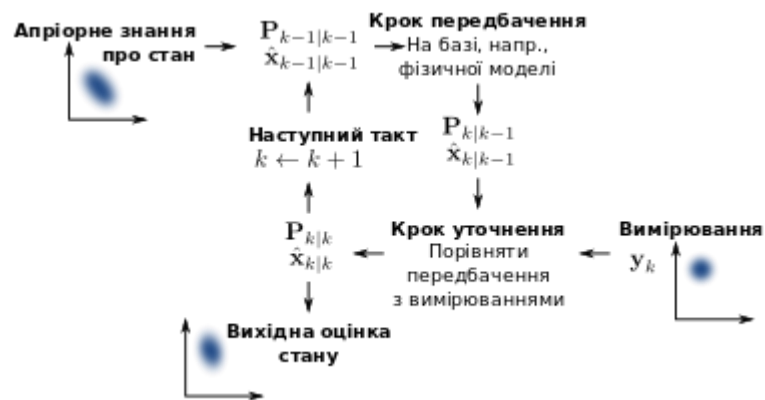 Апріорне знання
про стан
P_{k−1|k−1}
x̂_{k−1|k−1}
Крок передбачення
На базі, напр.,
фізичної моделі
P_{k|k−1}
x̂_{k|k−1}
Наступний такт
k ← k + 1
P_{k|k}
x̂_{k|k}
Крок уточнення
Порівняти
передбачення
з вимірюваннями
Вимірювання
y_k
Вихідна оцінка
стану